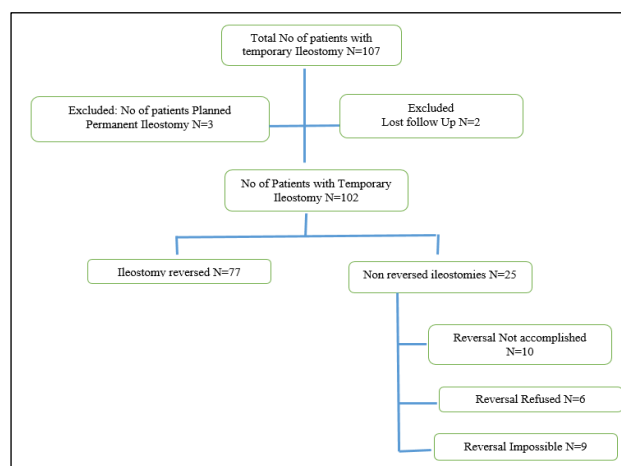 Total No of patients with
temporary Ileostomy N=107
Excluded: No of patients Planned
Permanent Ileostomy N=3
Excluded
Lost follow Up N=2
No of Patients with Temporary
Ileostomy N=102
Ileostomy reversed N=77
Non reversed ileostomies N=25
Reversal Not accomplished
N=10
Reversal Refused N=6
Reversal Impossible N=9